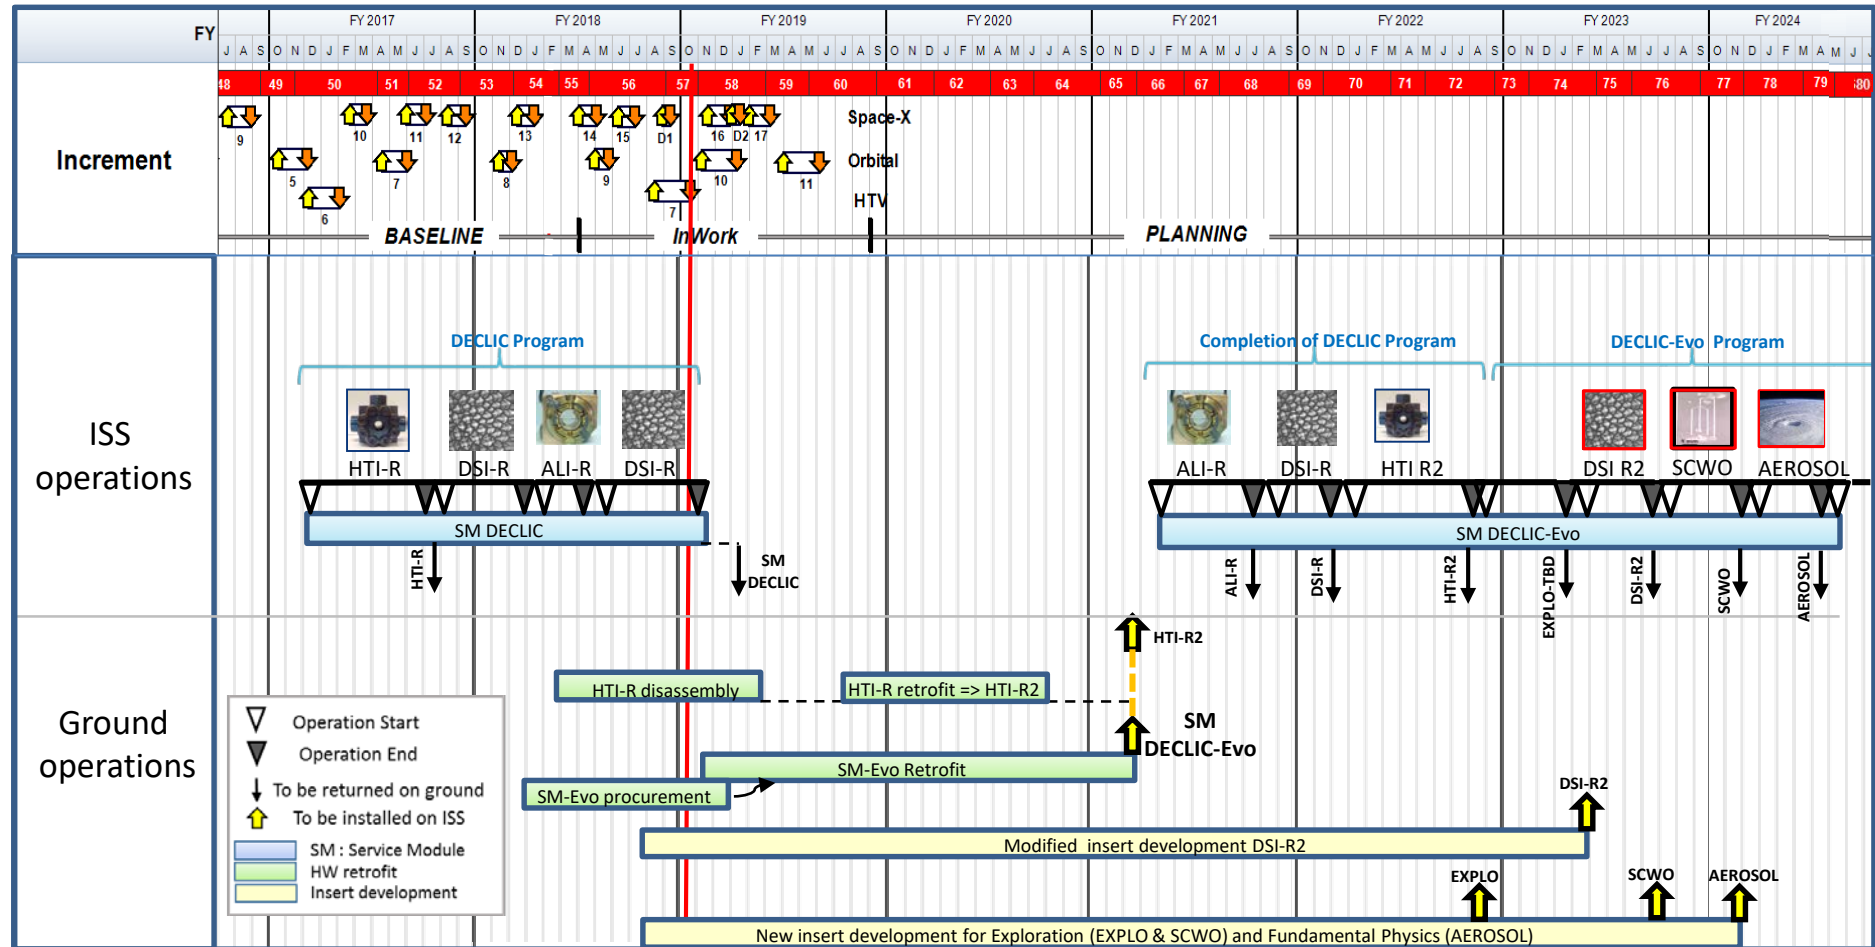 FY
FY 2017 FY 2018 FY 2019 FY 2020 FY 2021 FY 2022 FY 2023 FY 2024
J A S O N D J F M A M J J A S O N D J F M A M J J A S O N D J F M A M J J A S O N D J F M A M J J A S O N D J F M A M J J A S O N D J F M A M J J A S O N D J F M A M J J A S O N D J F M A M J J
48 49 50 51 52 53 54 55 56 57 58 59 60 61 62 63 64 65 66 67 68 69 70 71 72 73 74 75 76 77 78 79 80
Increment
9 10 11 12 13 14 15 D1 16 D2 17 Space-X
5 7 8 9 10 11 Orbital
6 7 HTV
BASELINE InWork PLANNING
ISS
operations
DECLIC Program
Completion of DECLIC Program
DECLIC-Evo Program
HTI-R DSI-R ALI-R DSI-R
ALI-R DSI-R HTI R2 DSI R2 SCWO AEROSOL
SM DECLIC
SM DECLIC-Evo
HTI-R
SM
DECLIC
ALI-R
DSI-R
HTI-R2
EXPLO-TBD
DSI-R2
SCWO
AEROSOL
Ground
operations
HTI-R2
HTI-R disassembly
HTI-R retrofit => HTI-R2
SM
DECLIC-Evo
SM-Evo Retrofit
SM-Evo procurement
DSI-R2
Modified insert development DSI-R2
EXPLO
SCWO
AEROSOL
New insert development for Exploration (EXPLO & SCWO) and Fundamental Physics (AEROSOL)
Operation Start
Operation End
To be returned on ground
To be installed on ISS
SM : Service Module
HW retrofit
Insert development